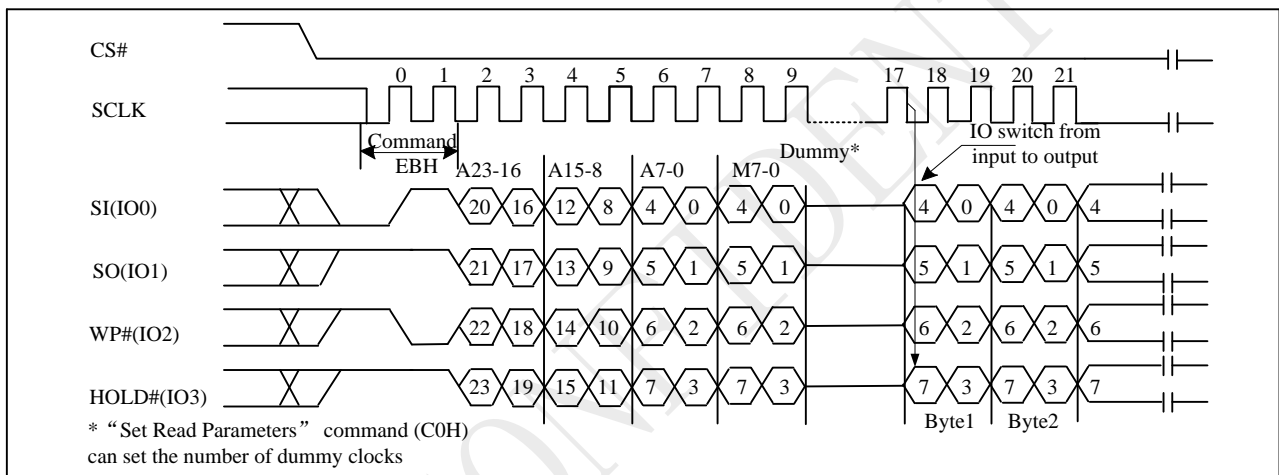 CS#
0 1 2 3 4 5 6 7 8 9 17 18 19 20 21
SCLK
Command
EBH
Dummy*
IO switch from
input to output
A23-16 A15-8 A7-0 M7-0
SI(IO0) 20 16 12 8 4 0 4 0 4 0 4 0 4
SO(IO1) 21 17 13 9 5 1 5 1 5 1 5 1 5
WP#(IO2) 22 18 14 10 6 2 6 2 6 2 6 2 6
HOLD#(IO3) 23 19 15 11 7 3 7 3 7 3 7 3 7
Byte1 Byte2
* “Set Read Parameters” command (C0H)
can set the number of dummy clocks
CONFIDENT